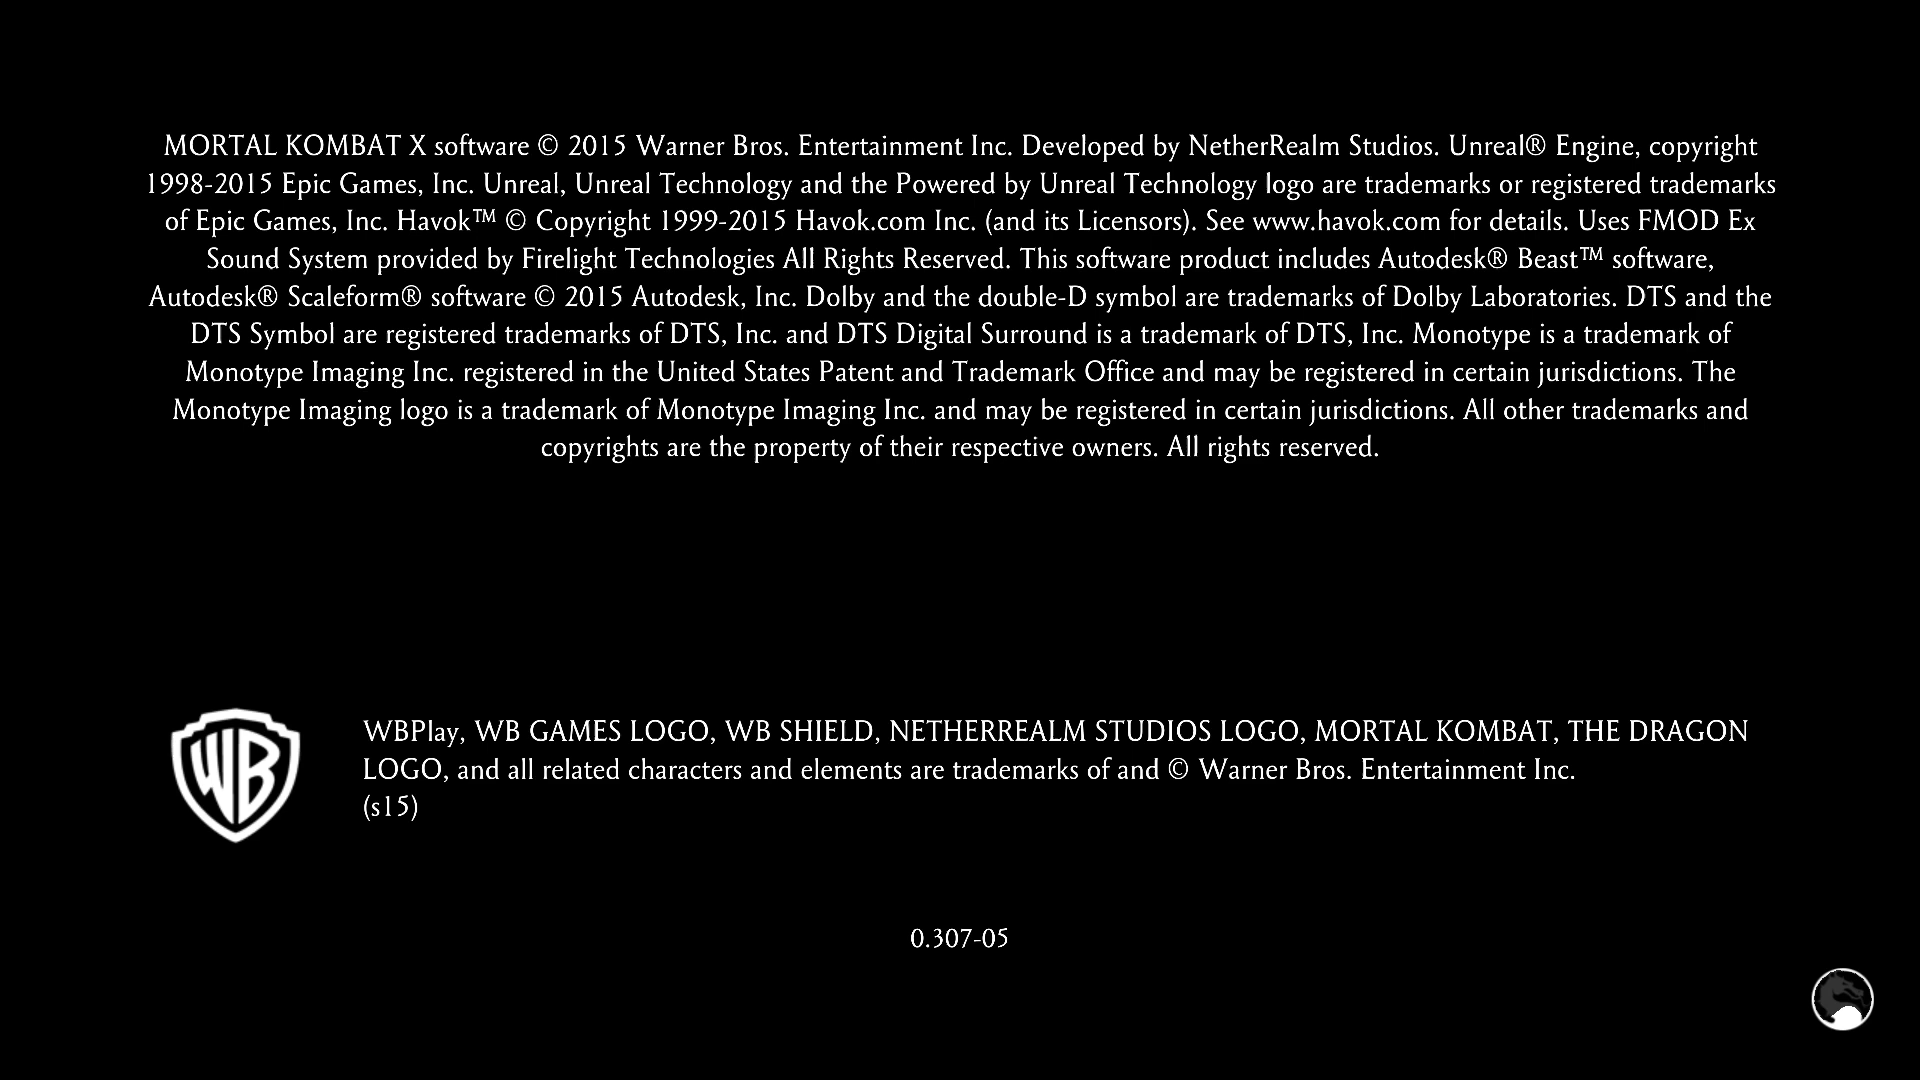 MORTAL KOMBAT X software © 2015 Warner Bros. Entertainment Inc. Developed by NetherRealm Studios. Unreal® Engine, copyright
1998-2015 Epic Games, Inc. Unreal, Unreal Technology and the Powered by Unreal Technology logo are trademarks or registered trademarks
of Epic Games, Inc. Havok™ © Copyright 1999-2015 Havok.com Inc. (and its Licensors). See www.havok.com for details. Uses FMOD Ex
Sound System provided by Firelight Technologies All Rights Reserved. This software product includes Autodesk® Beast™ software,
Autodesk® Scaleform® software © 2015 Autodesk, Inc. Dolby and the double-D symbol are trademarks of Dolby Laboratories. DTS and the
DTS Symbol are registered trademarks of DTS, Inc. and DTS Digital Surround is a trademark of DTS, Inc. Monotype is a trademark of
Monotype Imaging Inc. registered in the United States Patent and Trademark Office and may be registered in certain jurisdictions. The
Monotype Imaging logo is a trademark of Monotype Imaging Inc. and may be registered in certain jurisdictions. All other trademarks and
copyrights are the property of their respective owners. All rights reserved.
WB
WBPlay, WB GAMES LOGO, WB SHIELD, NETHERREALM STUDIOS LOGO, MORTAL KOMBAT, THE DRAGON
LOGO, and all related characters and elements are trademarks of and © Warner Bros. Entertainment Inc.
(s15)
0.307-05